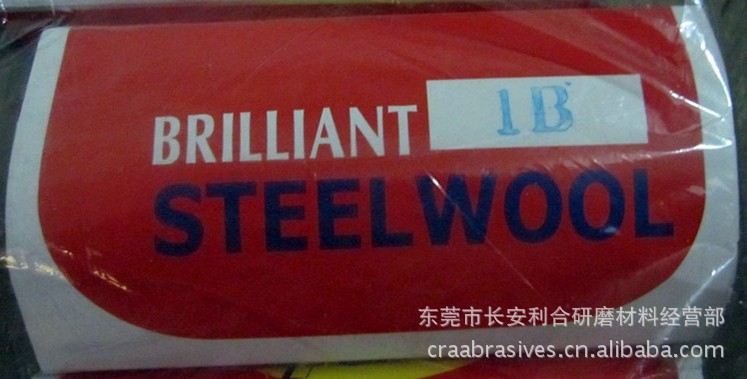 BRILLIANT 1B
STEELWOOL
东莞市长安利合研磨材料经营部
craabrasives.cn.alibaba.com